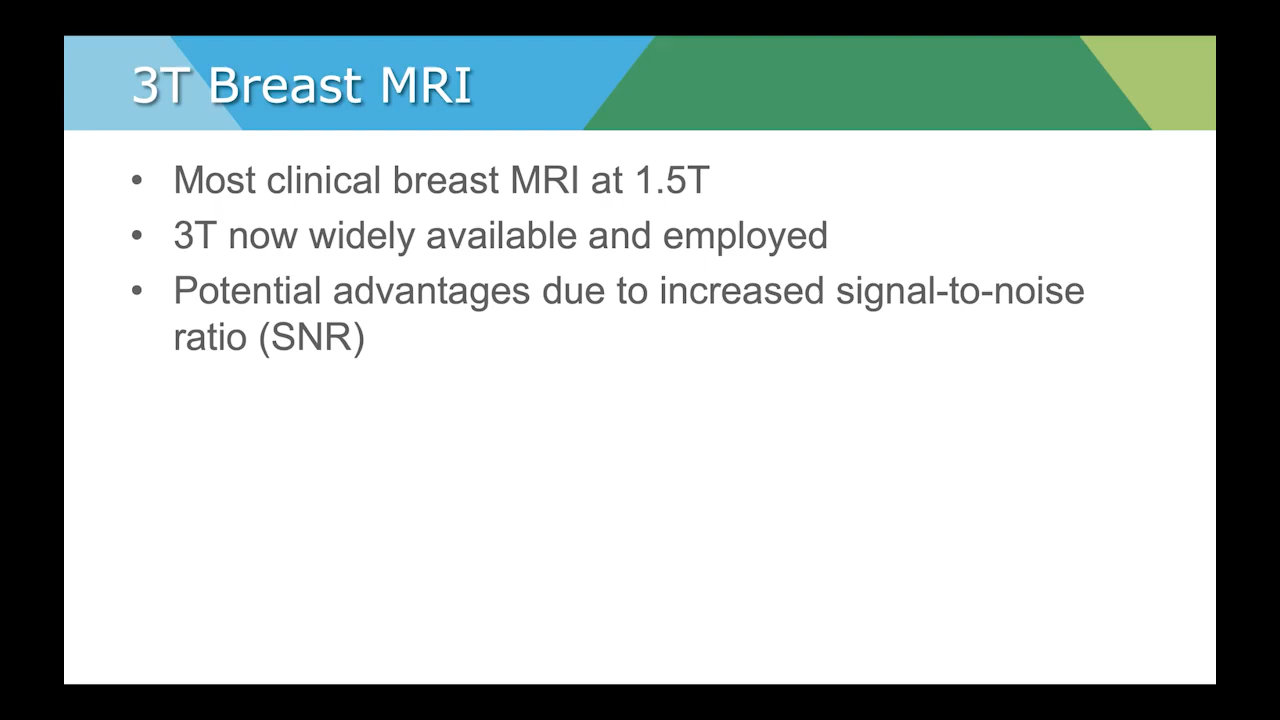 3T Breast MRI
• Most clinical breast MRI at 1.5T
• 3T now widely available and employed
• Potential advantages due to increased signal-to-noise
ratio (SNR)